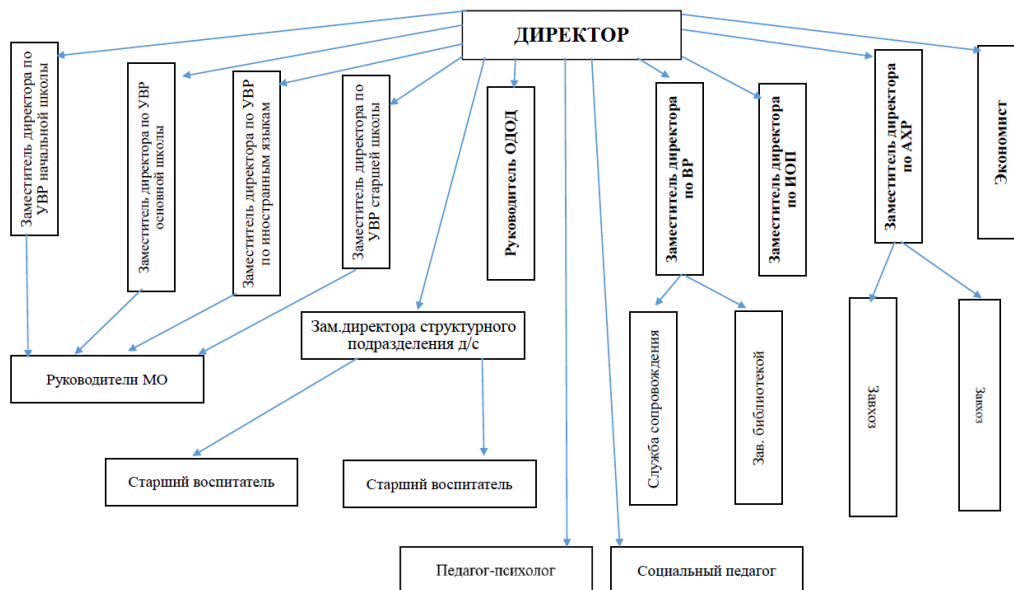 ДИРЕКТОР
Заместитель директора по
УВР начальной школы
Заместитель директора по УВР
основной школы
Заместитель директора по УВР
по иностранным языкам
Заместитель директора по
УВР старшей школы
Руководитель ОДОД
Заместитель директора
по ВР
Заместитель директора
по ИОП
Заместитель директора
по АХР
Экономист
Зам.директора структурного
подразделения д/с
Руководители МО
Служба сопровождения
Зав. библиотекой
Завхоз
Завхоз
Старший воспитатель
Старший воспитатель
Педагог-психолог
Социальный педагог